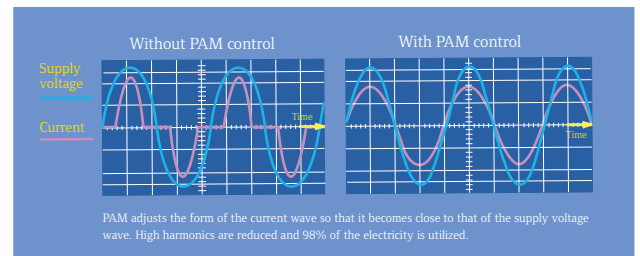 Without PAM control
With PAM control
Supply
voltage
Current
Time
Time
PAM adjusts the form of the current wave so that it becomes close to that of the supply voltage
wave. High harmonics are reduced and 98% of the electricity is utilized.